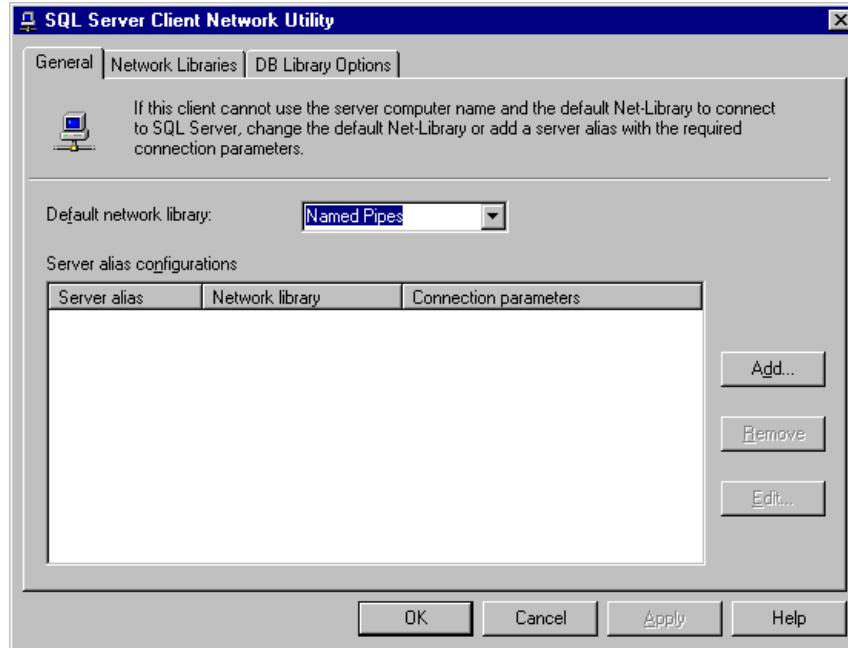 SQL Server Client Network Utility
General Network Libraries DB Library Options
If this client cannot use the server computer name and the default Net-Library to connect
to SQL Server, change the default Net-Library or add a server alias with the required
connection parameters.
Default network library: Named Pipes
Server alias configurations
Server alias Network library Connection parameters
Add...
Remove
Edit...
OK Cancel Apply Help